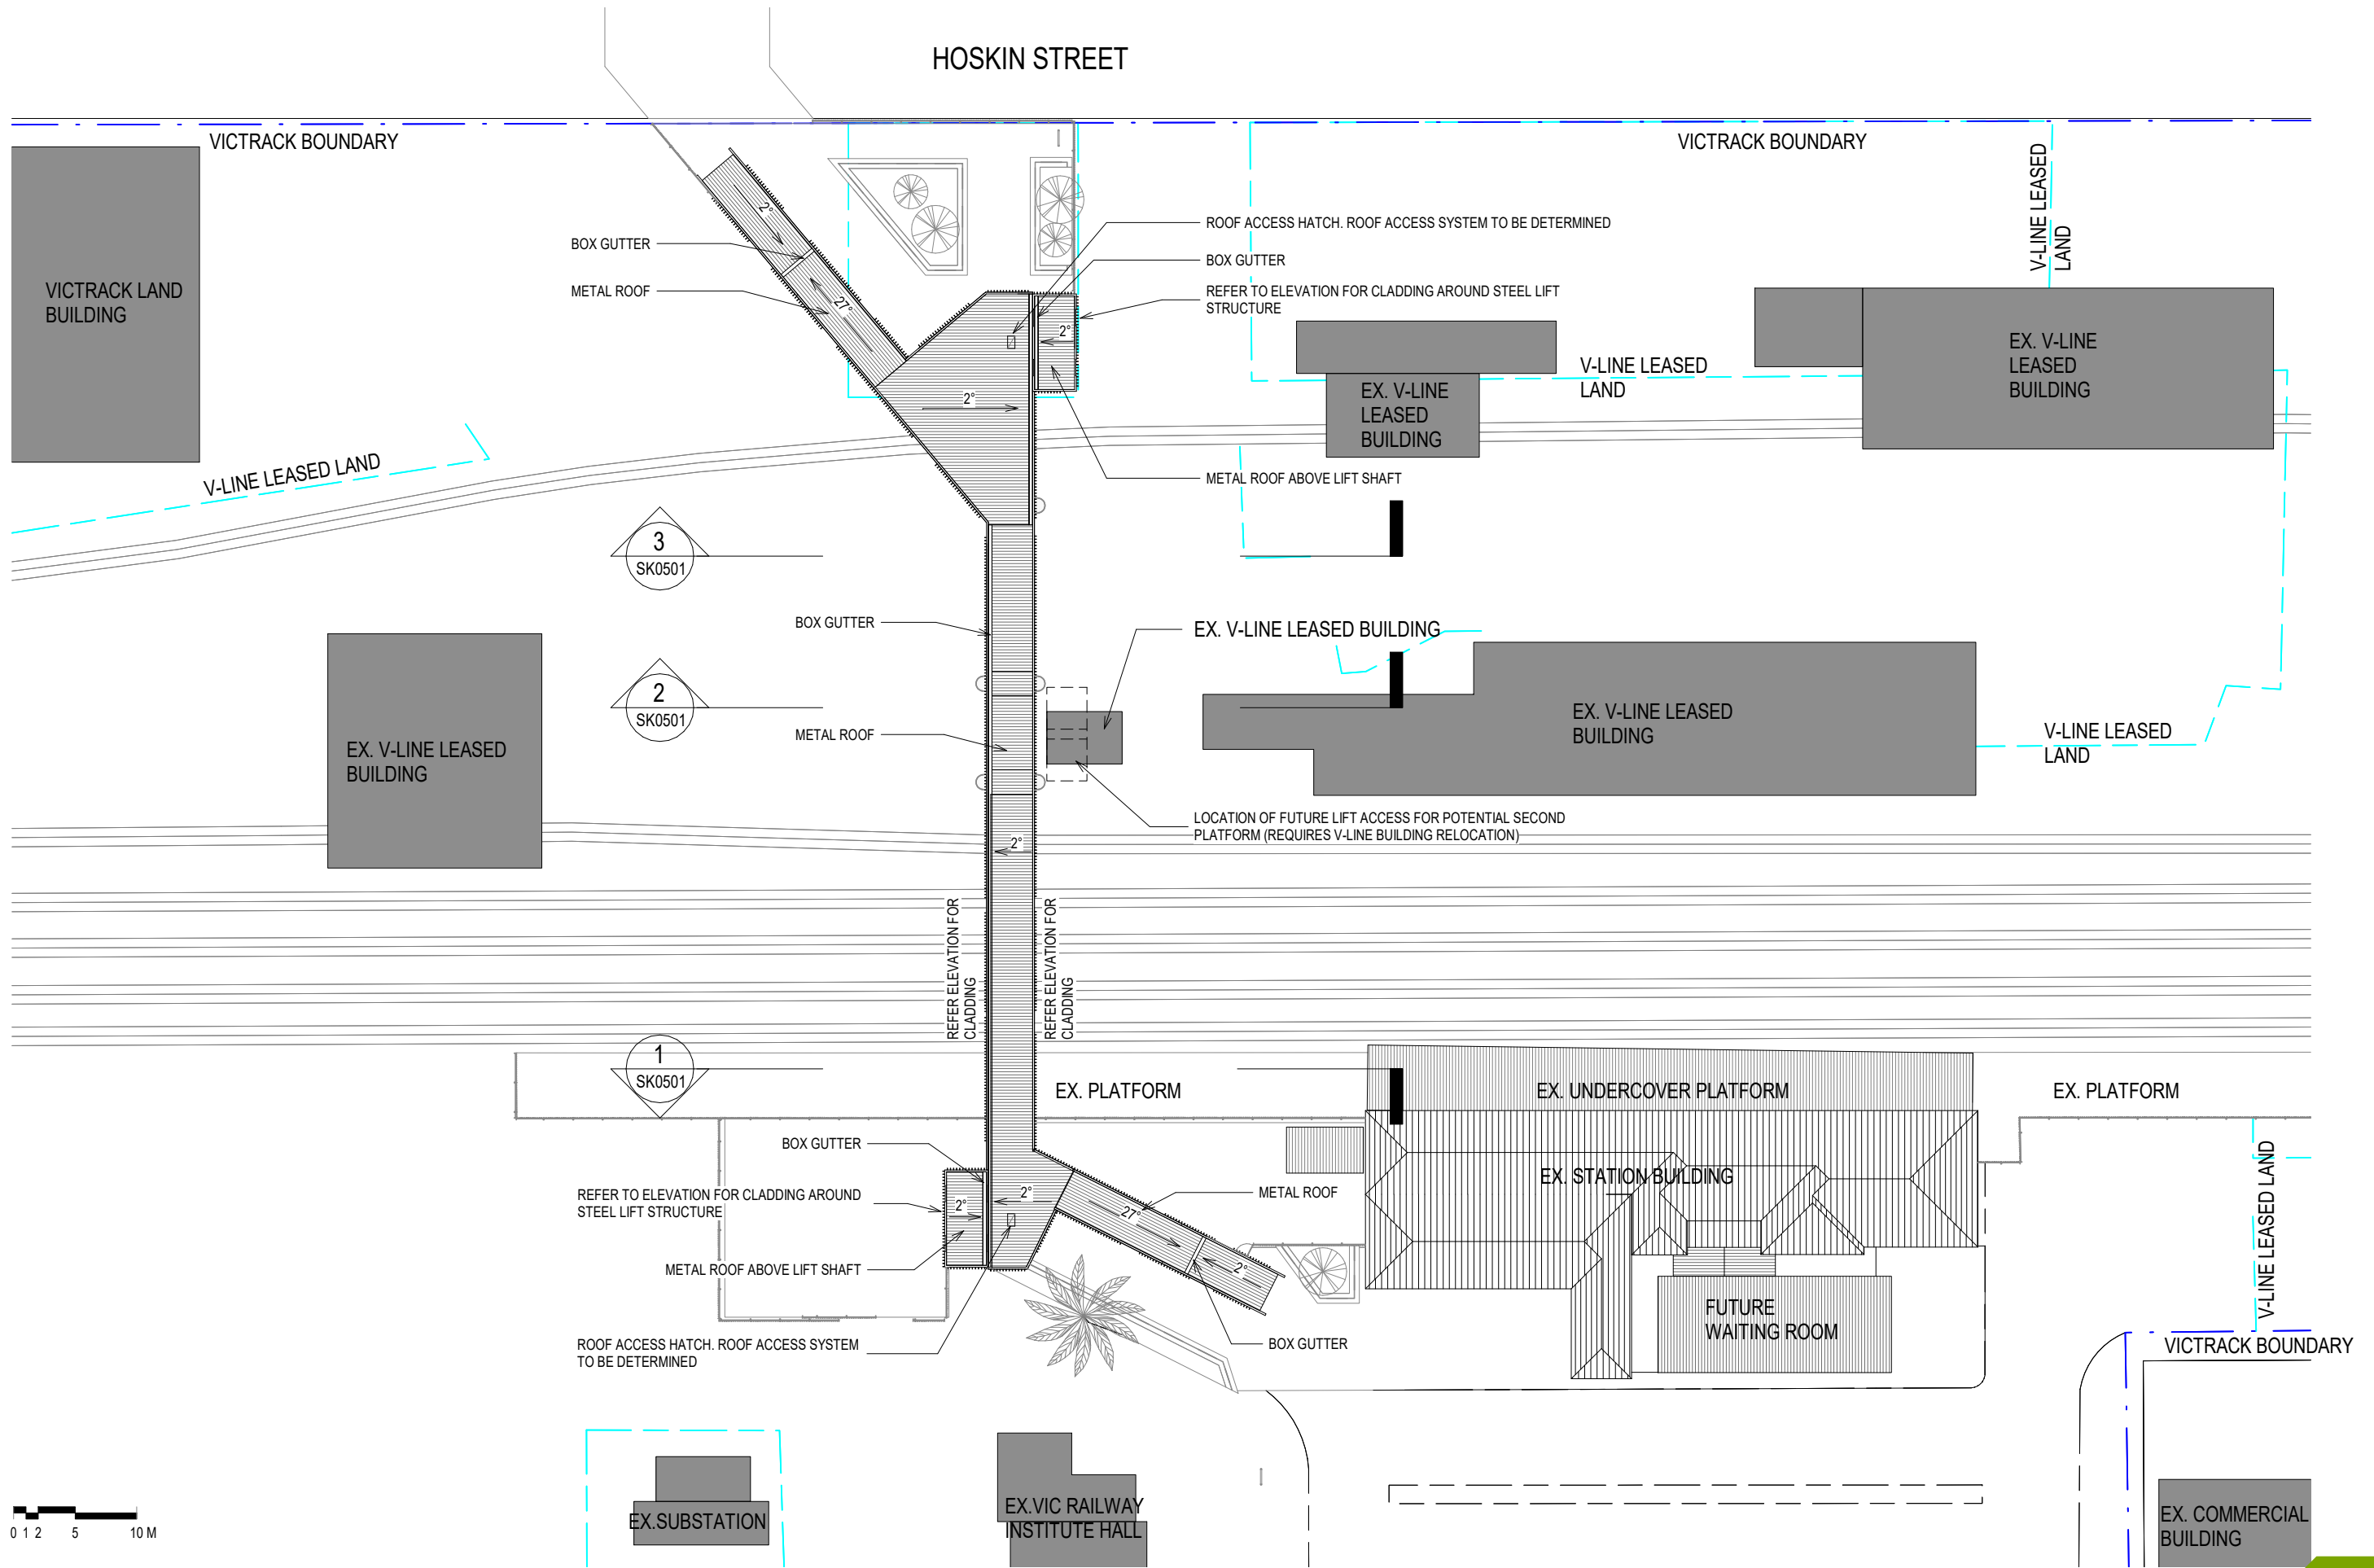 HOSKIN STREET
VICTRACK BOUNDARY
VICTRACK BOUNDARY
V-LINE LEASED
LAND
2°
ROOF ACCESS HATCH. ROOF ACCESS SYSTEM TO BE DETERMINED
BOX GUTTER
BOX GUTTER
METAL ROOF
27°
REFER TO ELEVATION FOR CLADDING AROUND STEEL LIFT
STRUCTURE
2°
VICTRACK LAND
BUILDING
EX. V-LINE
LEASED
BUILDING
V-LINE LEASED
LAND
EX. V-LINE
LEASED
BUILDING
2°
V-LINE LEASED LAND
METAL ROOF ABOVE LIFT SHAFT
3
SK0501
BOX GUTTER
EX. V-LINE LEASED BUILDING
2
SK0501
METAL ROOF
EX. V-LINE LEASED
BUILDING
EX. V-LINE LEASED
BUILDING
V-LINE LEASED
LAND
LOCATION OF FUTURE LIFT ACCESS FOR POTENTIAL SECOND
PLATFORM (REQUIRES V-LINE BUILDING RELOCATION)
2°
REFER ELEVATION FOR
CLADDING
REFER ELEVATION FOR
CLADDING
1
SK0501
EX. PLATFORM
EX. UNDERCOVER PLATFORM
EX. PLATFORM
BOX GUTTER
EX. STATION BUILDING
REFER TO ELEVATION FOR CLADDING AROUND
STEEL LIFT STRUCTURE
2°
2°
METAL ROOF
27°
V-LINE LEASED LAND
METAL ROOF ABOVE LIFT SHAFT
2°
FUTURE
WAITING ROOM
ROOF ACCESS HATCH. ROOF ACCESS SYSTEM
TO BE DETERMINED
BOX GUTTER
VICTRACK BOUNDARY
EX.SUBSTATION
EX.VIC RAILWAY
INSTITUTE HALL
EX. COMMERCIAL
BUILDING
0 1 2 5 10 M